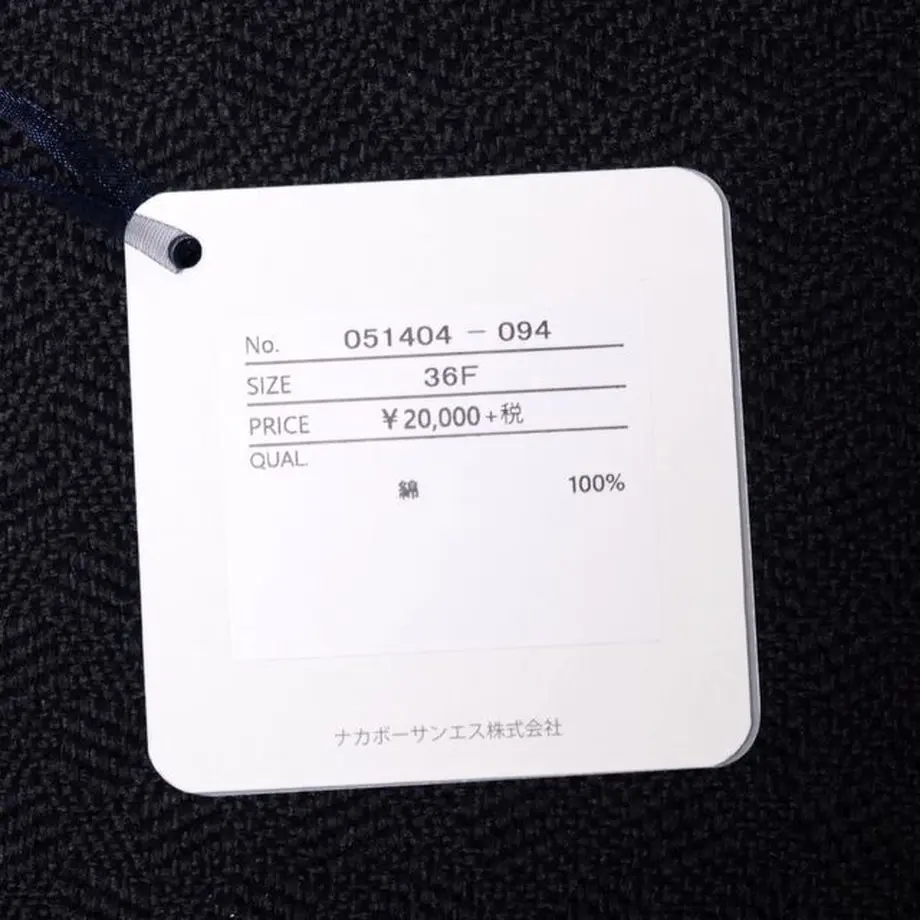 No. 051404 - 094
SIZE 36F
PRICE ¥20,000+税
QUAL.
綿 100%
ナカボーサンエス株式会社